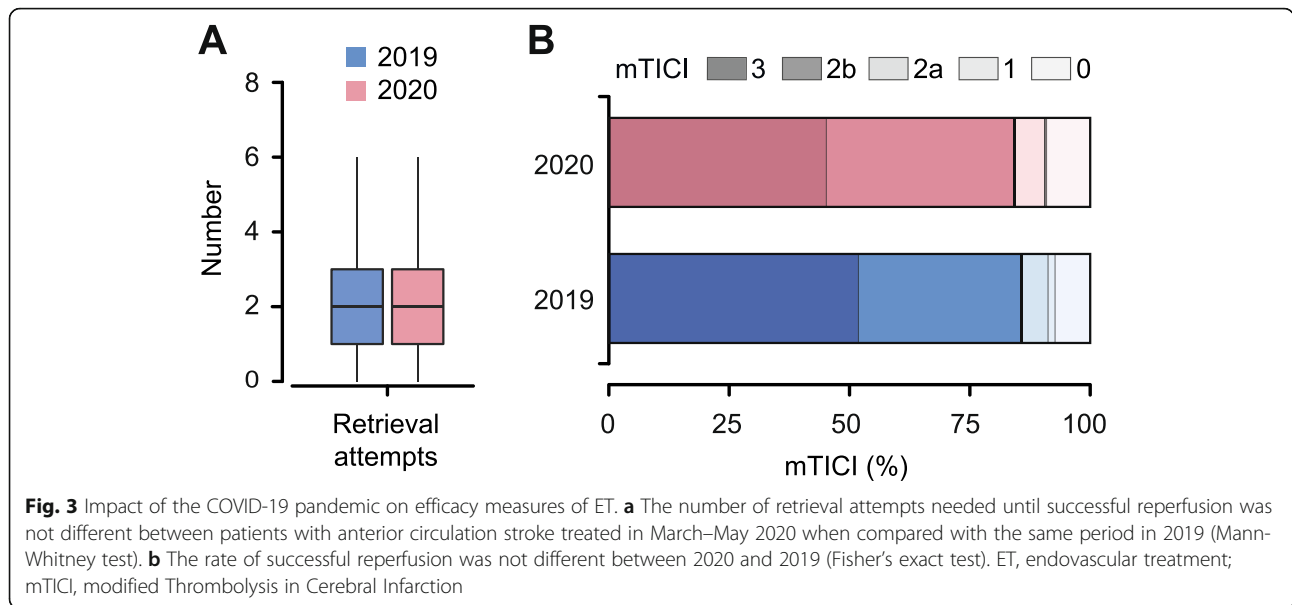 A
2019
2020
8
6
4
2
0
Number
Retrieval
attempts
B
mTICI 3 2b 2a 1 0
2020
2019
0 25 50 75 100
mTICI (%)
Fig. 3 Impact of the COVID-19 pandemic on efficacy measures of ET. a The number of retrieval attempts needed until successful reperfusion was
not different between patients with anterior circulation stroke treated in March–May 2020 when compared with the same period in 2019 (Mann-
Whitney test). b The rate of successful reperfusion was not different between 2020 and 2019 (Fisher's exact test). ET, endovascular treatment;
mTICI, modified Thrombolysis in Cerebral Infarction